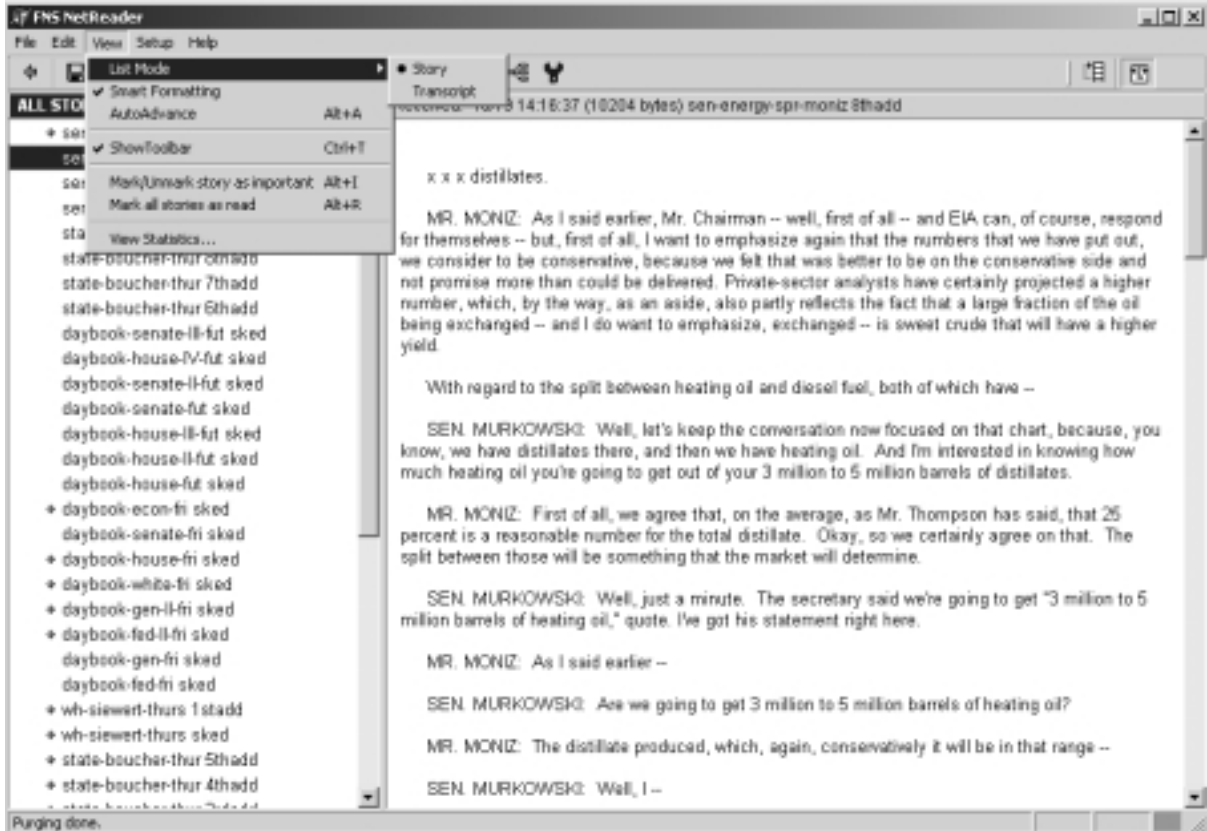 FNS NetReader
File Edit View Setup Help
List Mode
Smart Formatting
AutoAdvance Alt+A
ShowToolbar Ctrl+T
Mark/Unmark story as important Alt+I
Mark all stories as read Alt+R
View Statistics...
Story
Transcript
ALL STO
14:16:37 (10204 bytes) sen-energy-spr-moniz 8thadd
sen
sen
sen
sta
state-boucher-thur 8thadd
state-boucher-thur 7thadd
state-boucher-thur 6thadd
daybook-senate-III-fut sked
daybook-house-IV-fut sked
daybook-senate-II-fut sked
daybook-senate-fut sked
daybook-house-III-fut sked
daybook-house-II-fut sked
daybook-house-fut sked
+ daybook-econ-fri sked
daybook-senate-fri sked
+ daybook-house-fri sked
+ daybook-white-fri sked
+ daybook-gen-II-fri sked
+ daybook-fed-II-fri sked
daybook-gen-fri sked
daybook-fed-fri sked
+ wh-siewert-thurs 1stadd
+ wh-siewert-thurs sked
+ state-boucher-thur 5thadd
+ state-boucher-thur 4thadd
x x x distillates.
MR. MONIZ: As I said earlier, Mr. Chairman -- well, first of all -- and EIA can, of course, respond
for themselves -- but, first of all, I want to emphasize again that the numbers that we have put out,
we consider to be conservative, because we felt that was better to be on the conservative side and
not promise more than could be delivered. Private-sector analysts have certainly projected a higher
number, which, by the way, as an aside, also partly reflects the fact that a large fraction of the oil
being exchanged -- and I do want to emphasize, exchanged -- is sweet crude that will have a higher
yield.
With regard to the split between heating oil and diesel fuel, both of which have --
SEN. MURKOWSKI: Well, let's keep the conversation now focused on that chart, because, you
know, we have distillates there, and then we have heating oil. And I'm interested in knowing how
much heating oil you're going to get out of your 3 million to 5 million barrels of distillates.
MR. MONIZ: First of all, we agree that, on the average, as Mr. Thompson has said, that 25
percent is a reasonable number for the total distillate. Okay, so we certainly agree on that. The
split between those will be something that the market will determine.
SEN. MURKOWSKI: Well, just a minute. The secretary said we're going to get "3 million to 5
million barrels of heating oil," quote. I've got his statement right here.
MR. MONIZ: As I said earlier --
SEN. MURKOWSKI: Are we going to get 3 million to 5 million barrels of heating oil?
MR. MONIZ: The distillate produced, which, again, conservatively it will be in that range --
SEN. MURKOWSKI: Well, I --
Purging done.